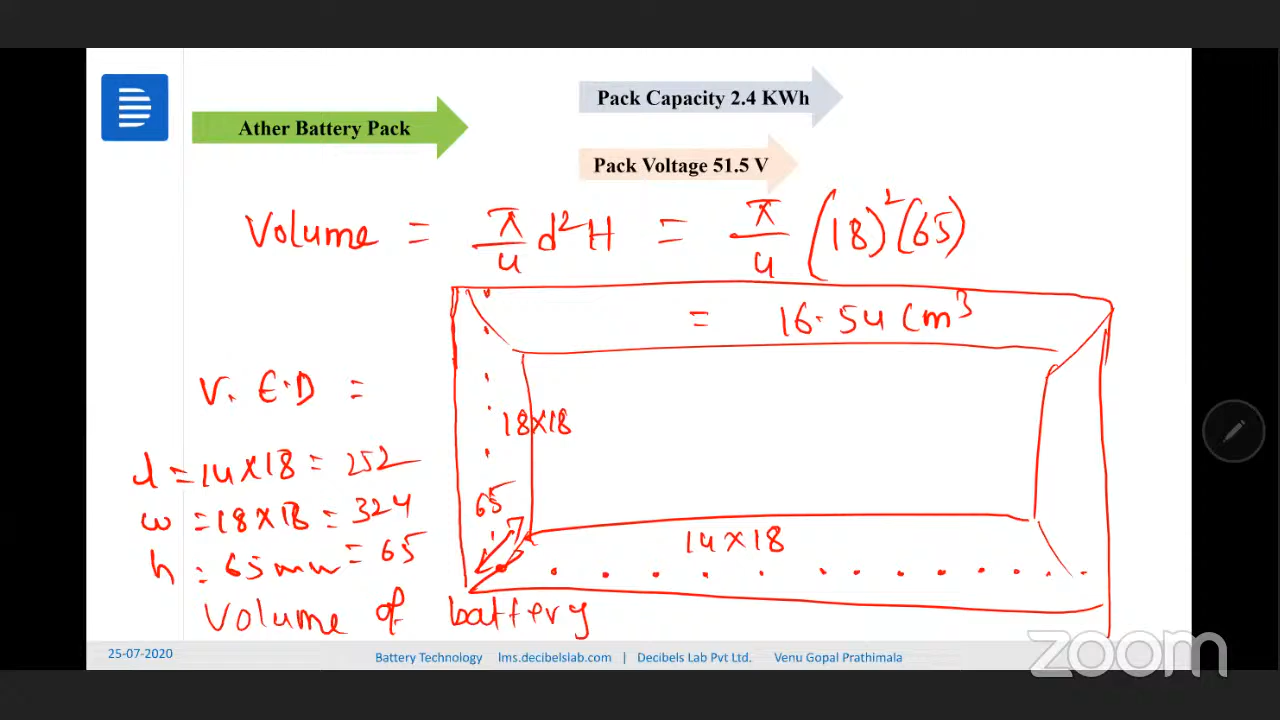 Pack Capacity 2.4 KWh
Ather Battery Pack
Pack Voltage 51.5 V
Volume = π/4 d²H = π/4 (18)²(65)
= 16.54 Cm³
V. E.D =
18×18
l = 14×18 = 252
65
w = 18×18 = 324
14×18
h : 65mm = 65
Volume of battery
25-07-2020
Battery Technology lms.decibelslab.com | Decibels Lab Pvt Ltd. Venu Gopal Prathimala
zoom